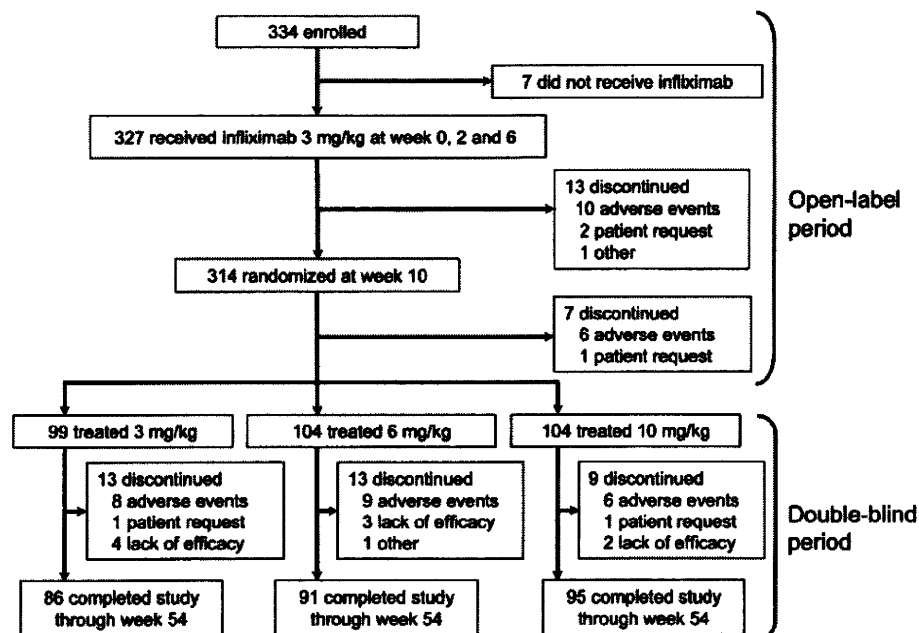 334 enrolled
7 did not receive infliximab
327 received infliximab 3 mg/kg at week 0, 2 and 6
13 discontinued
10 adverse events
2 patient request
1 other
Open-label
period
314 randomized at week 10
7 discontinued
6 adverse events
1 patient request
99 treated 3 mg/kg
104 treated 6 mg/kg
104 treated 10 mg/kg
13 discontinued
8 adverse events
1 patient request
4 lack of efficacy
13 discontinued
9 adverse events
3 lack of efficacy
1 other
9 discontinued
6 adverse events
1 patient request
2 lack of efficacy
Double-blind
period
86 completed study
through week 54
91 completed study
through week 54
95 completed study
through week 54